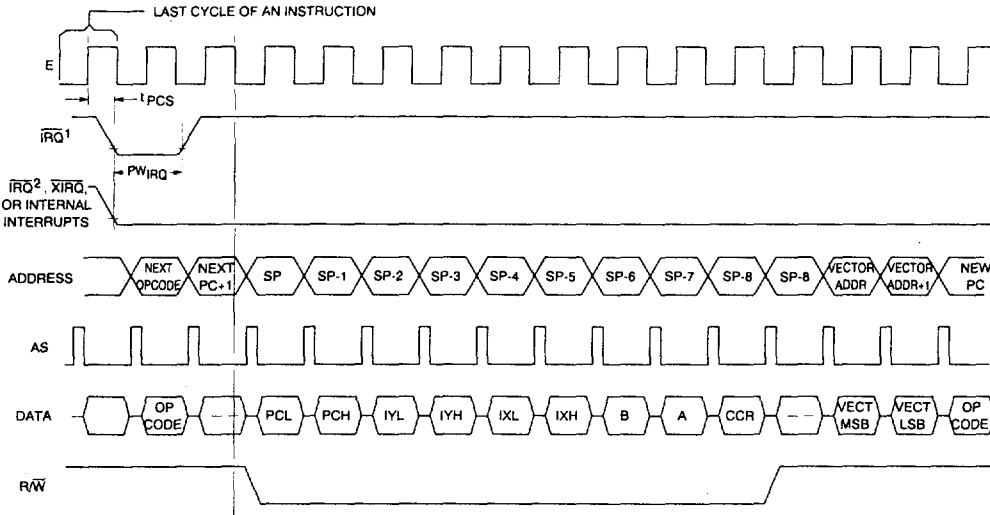 LAST CYCLE OF AN INSTRUCTION
E
tPCS
IRQ1
PWIRQ
IRQ2, XIRQ,
OR INTERNAL
INTERRUPTS
ADDRESS
NEXT OPCODE
NEXT PC+1
SP
SP-1
SP-2
SP-3
SP-4
SP-5
SP-6
SP-7
SP-8
SP-8
VECTOR ADDR
VECTOR ADDR+1
NEW PC
AS
DATA
OP CODE
- - -
PCL
PCH
IYL
IYH
IXL
IXH
B
A
CCR
- - -
VECT MSB
VECT LSB
OP CODE
R/W